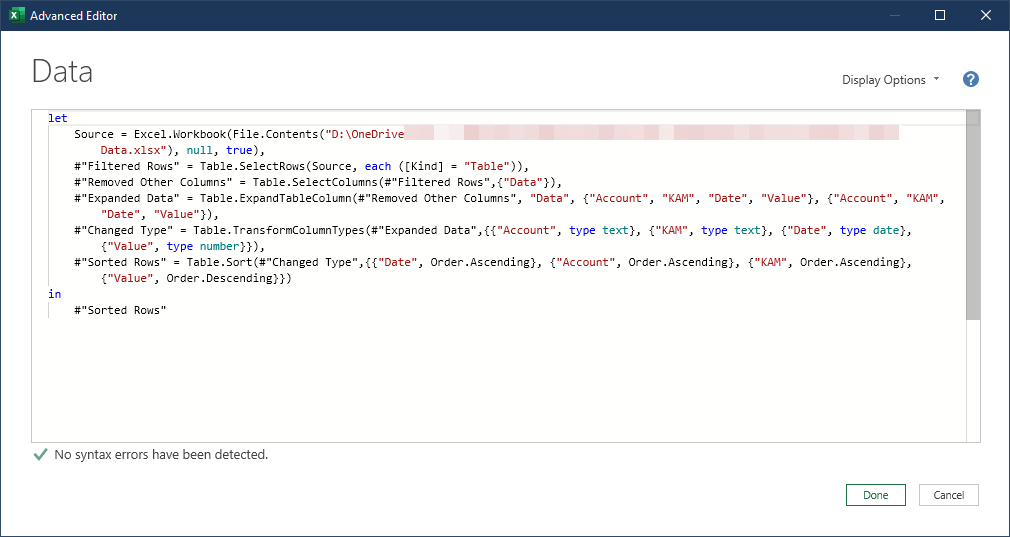 Advanced Editor
Data
Display Options
let
Source = Excel.Workbook(File.Contents("D:\OneDrive
Data.xlsx"), null, true),
#"Filtered Rows" = Table.SelectRows(Source, each ([Kind] = "Table")),
#"Removed Other Columns" = Table.SelectColumns(#"Filtered Rows",{"Data"}),
#"Expanded Data" = Table.ExpandTableColumn(#"Removed Other Columns", "Data", {"Account", "KAM", "Date", "Value"}, {"Account", "KAM",
"Date", "Value"}),
#"Changed Type" = Table.TransformColumnTypes(#"Expanded Data",{{"Account", type text}, {"KAM", type text}, {"Date", type date},
{"Value", type number}}),
#"Sorted Rows" = Table.Sort(#"Changed Type",{{"Date", Order.Ascending}, {"Account", Order.Ascending}, {"KAM", Order.Ascending},
{"Value", Order.Descending}})
in
#"Sorted Rows"
No syntax errors have been detected.
Done
Cancel